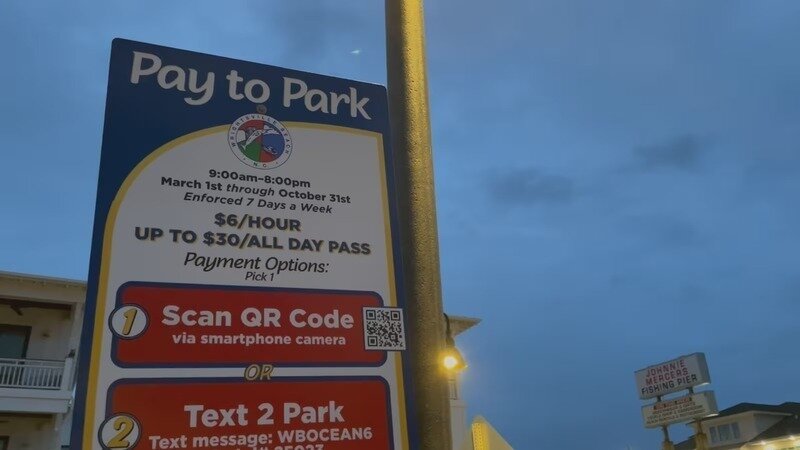 Pay to Park
WRIGHTSVILLE BEACH
N.C.
9:00am-8:00pm
March 1st through October 31st
Enforced 7 Days a Week
$6/HOUR
UP TO $30/ALL DAY PASS
Payment Options:
Pick 1
1
Scan QR Code
via smartphone camera
OR
2
Text 2 Park
Text message: WBOCEAN6
JOHNNIE
MERCERS
FISHING PIER